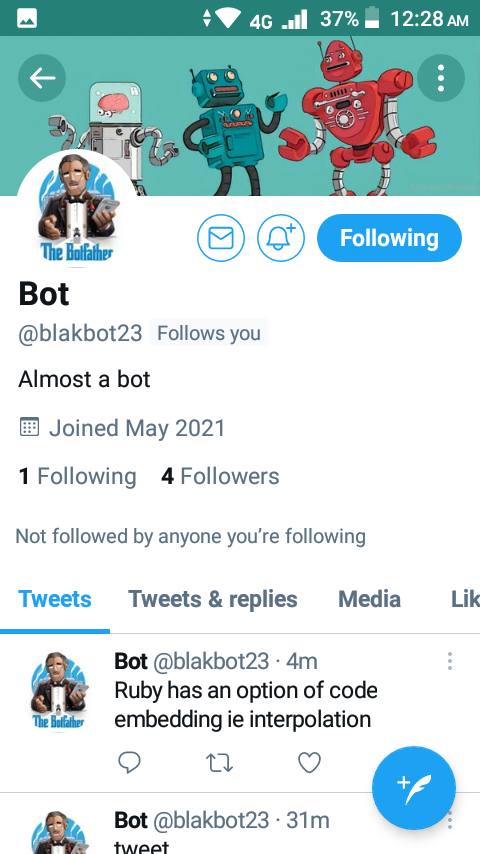 4G 37% 12:28 AM
The Botfather
Following
Bot
@blakbot23 Follows you
Almost a bot
Joined May 2021
1 Following 4 Followers
Not followed by anyone you’re following
Tweets Tweets & replies Media Lik
Bot @blakbot23 · 4m
Ruby has an option of code
embedding ie interpolation
The Botfather
Bot @blakbot23 · 31m
tweet